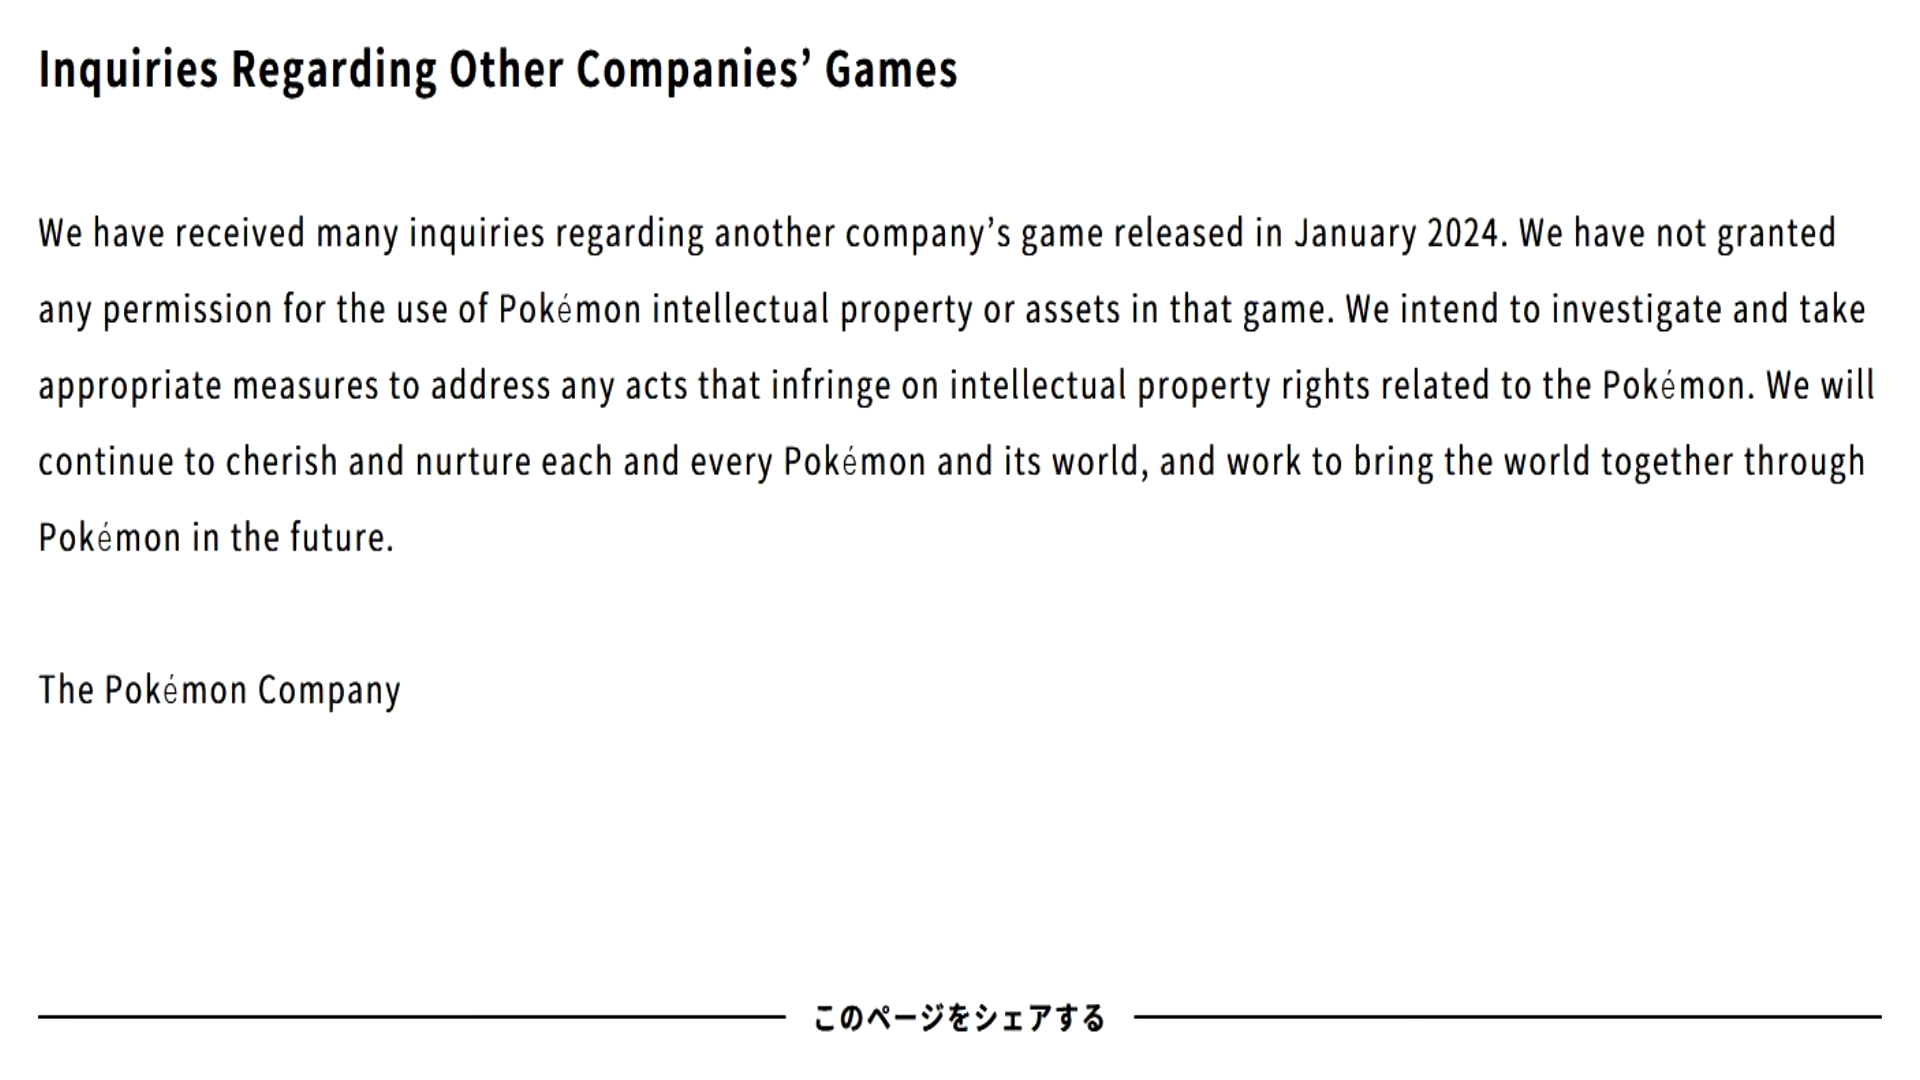 Inquiries Regarding Other Companies’ Games
We have received many inquiries regarding another company’s game released in January 2024. We have not granted
any permission for the use of Pokémon intellectual property or assets in that game. We intend to investigate and take
appropriate measures to address any acts that infringe on intellectual property rights related to the Pokémon. We will
continue to cherish and nurture each and every Pokémon and its world, and work to bring the world together through
Pokémon in the future.
The Pokémon Company
このページをシェアする